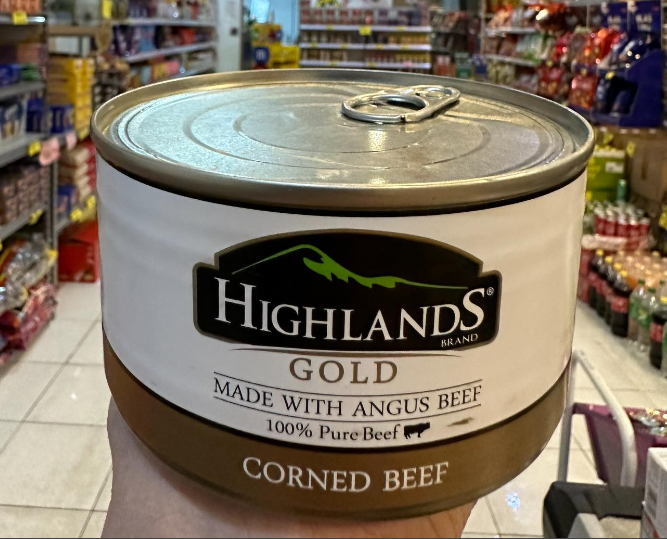 HIGHLANDS®
BRAND
GOLD
MADE WITH ANGUS BEEF
100% Pure Beef
CORNED BEEF